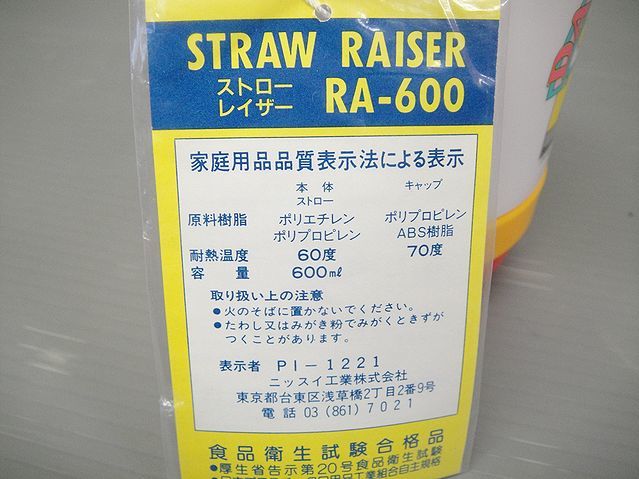 STRAW RAISER
ストロー
レイザー RA-600
家庭用品品質表示法による表示
本体 キャップ
ストロー
原料樹脂 ポリエチレン ポリプロピレン
ポリプロピレン ABS樹脂
耐熱温度 60度 70度
容量 600ml
取り扱い上の注意
●火のそばに置かないでください。
●たわし又はみがき粉でみがくときずが
つくことがあります。
表示者 PI-1221
ニッスイ工業株式会社
東京都台東区浅草橋2丁目2番9号
電話 03(861)7021
食品衛生試験合格品
●厚生省告示第20号食品衛生試験